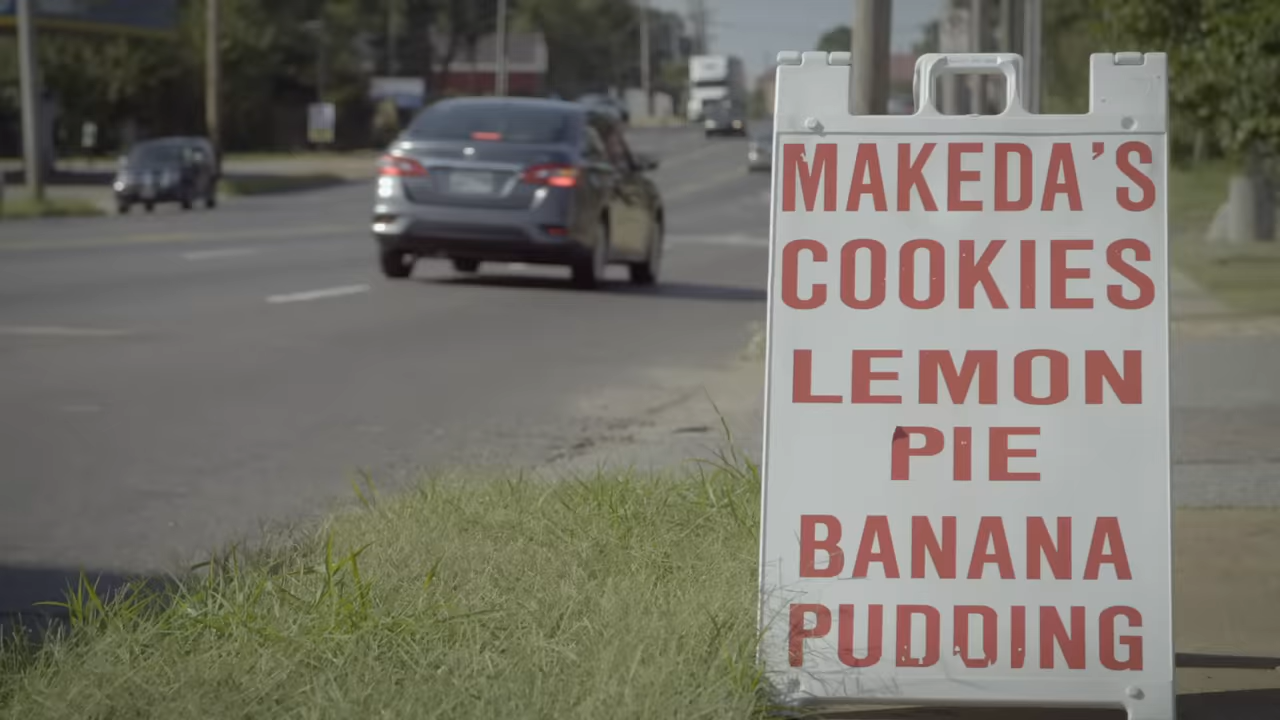 MAKEDA'S
COOKIES
LEMON
PIE
BANANA
PUDDING